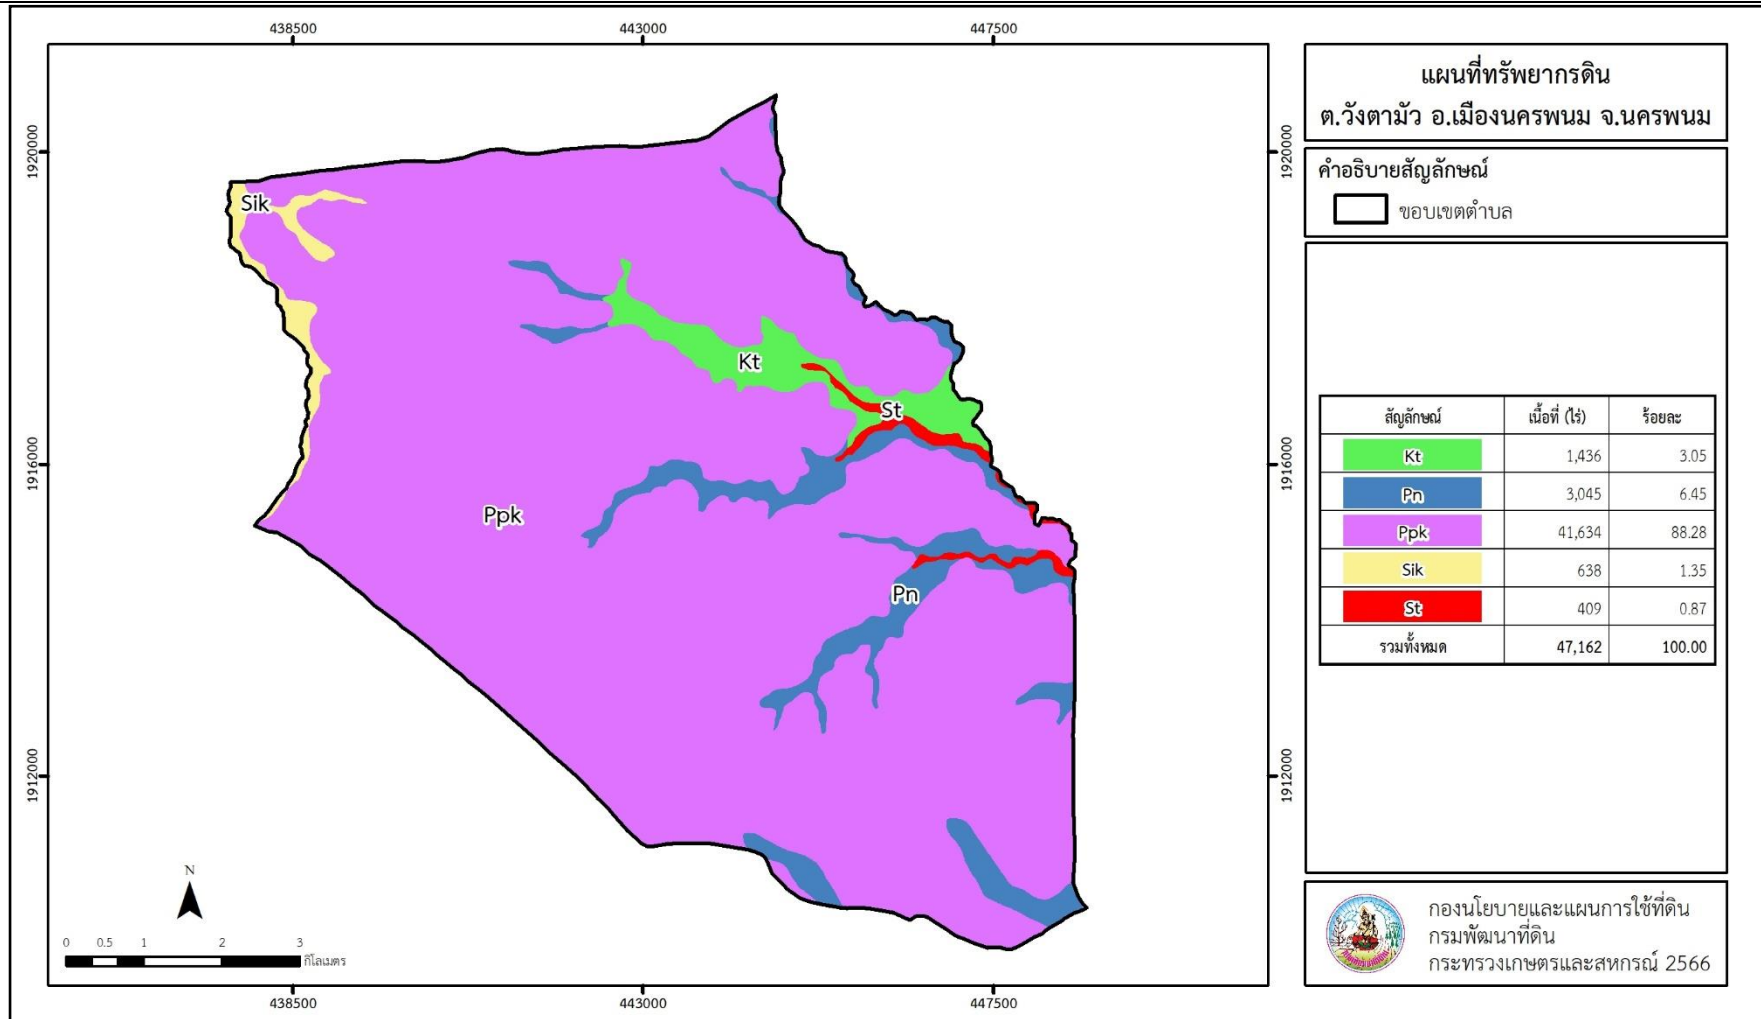 438500
443000
447500
1920000
1920000
1916000
1916000
1912000
1912000
Sik
Kt
St
Ppk
Pn
N
0 0.5 1 2 3
กิโลเมตร
438500
443000
447500
แผนที่ทรัพยากรดิน
ต.วังตามัว อ.เมืองนครพนม จ.นครพนม
คำอธิบายสัญลักษณ์
ขอบเขตตำบล
สัญลักษณ์ เนื้อที่ (ไร่) ร้อยละ
Kt 1,436 3.05
Pn 3,045 6.45
Ppk 41,634 88.28
Sik 638 1.35
St 409 0.87
รวมทั้งหมด 47,162 100.00
กองนโยบายและแผนการใช้ที่ดิน
กรมพัฒนาที่ดิน
กระทรวงเกษตรและสหกรณ์ 2566